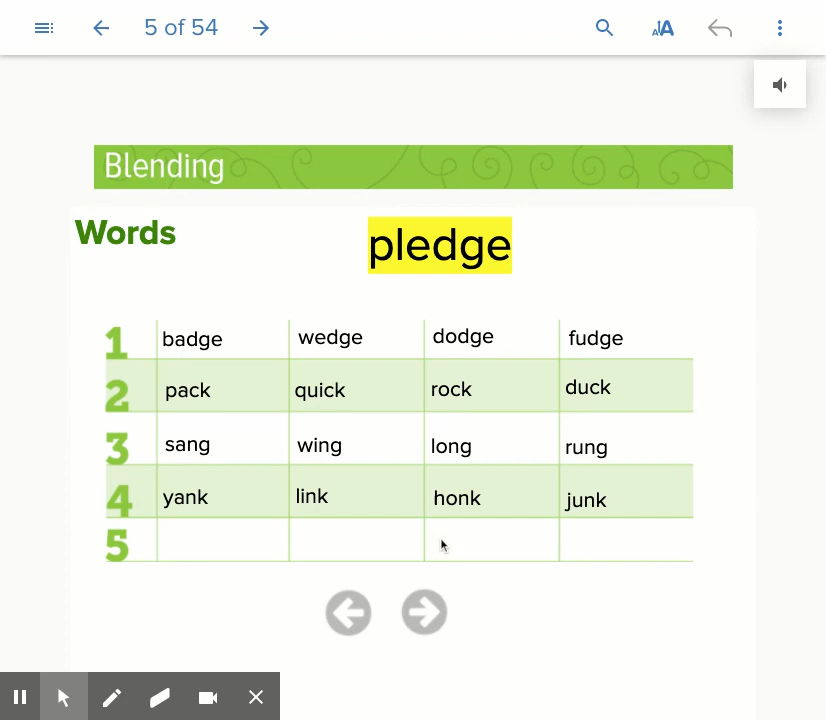 5 of 54
AA
Blending
Words
pledge
1 badge wedge dodge fudge
2 pack quick rock duck
3 sang wing long rung
4 yank link honk junk
5